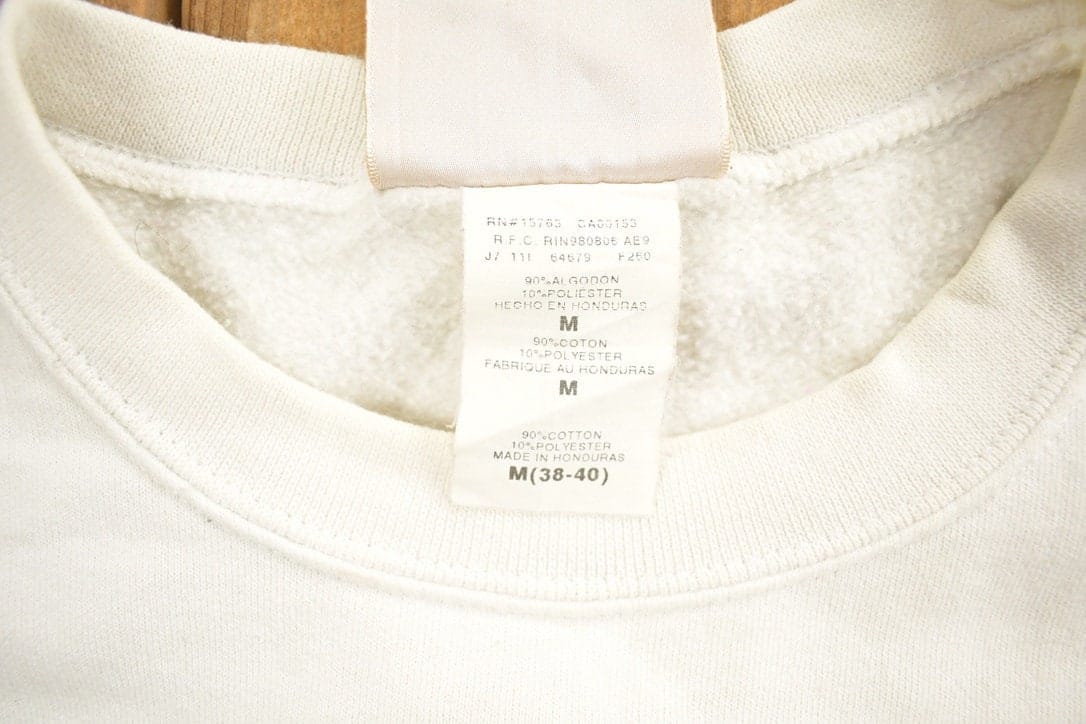 RN#15763 CA00153
R.F.C. RIN980806 AE9
J7 11I 64679 F260
90%ALGODON
10%POLIESTER
HECHO EN HONDURAS
M
90%COTON
10%POLYESTER
FABRIQUE AU HONDURAS
M
90%COTTON
10%POLYESTER
MADE IN HONDURAS
M(38-40)